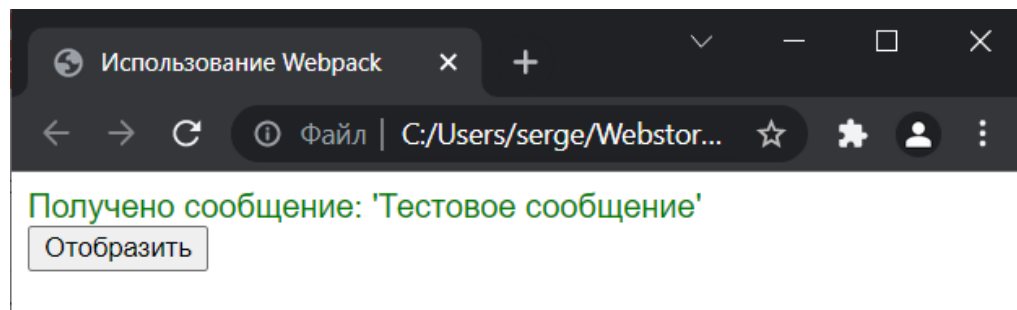 Использование Webpack
Файл | C:/Users/serge/Webstor...
Получено сообщение: 'Тестовое сообщение'
Отобразить